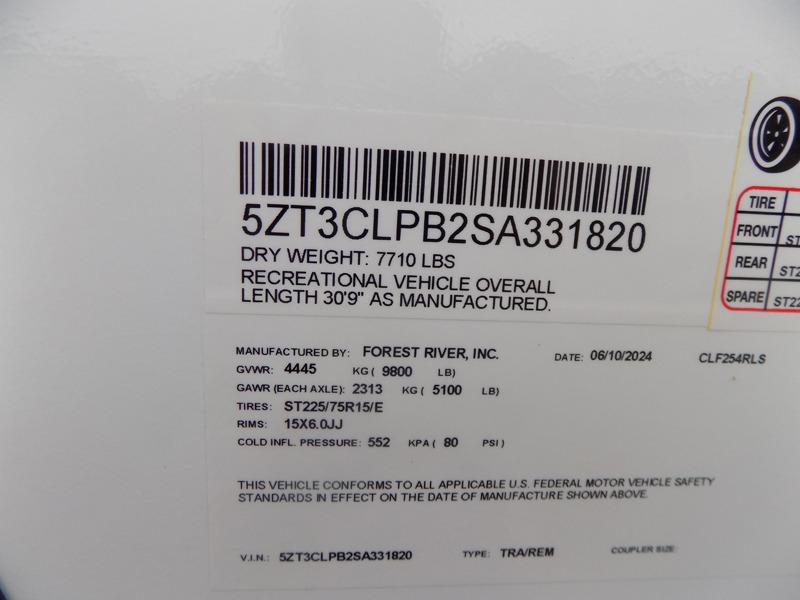 5ZT3CLPB2SA331820
DRY WEIGHT: 7710 LBS
RECREATIONAL VEHICLE OVERALL
LENGTH 30'9" AS MANUFACTURED.
TIRE
FRONT ST
REAR ST2
SPARE ST22
MANUFACTURED BY: FOREST RIVER, INC. DATE: 06/10/2024 CLF254RLS
GVWR: 4445 KG ( 9800 LB)
GAWR (EACH AXLE): 2313 KG ( 5100 LB)
TIRES: ST225/75R15/E
RIMS: 15X6.0JJ
COLD INFL. PRESSURE: 552 KPA ( 80 PSI )
THIS VEHICLE CONFORMS TO ALL APPLICABLE U.S. FEDERAL MOTOR VEHICLE SAFETY
STANDARDS IN EFFECT ON THE DATE OF MANUFACTURE SHOWN ABOVE.
V.I.N.: 5ZT3CLPB2SA331820 TYPE: TRA/REM COUPLER SIZE: